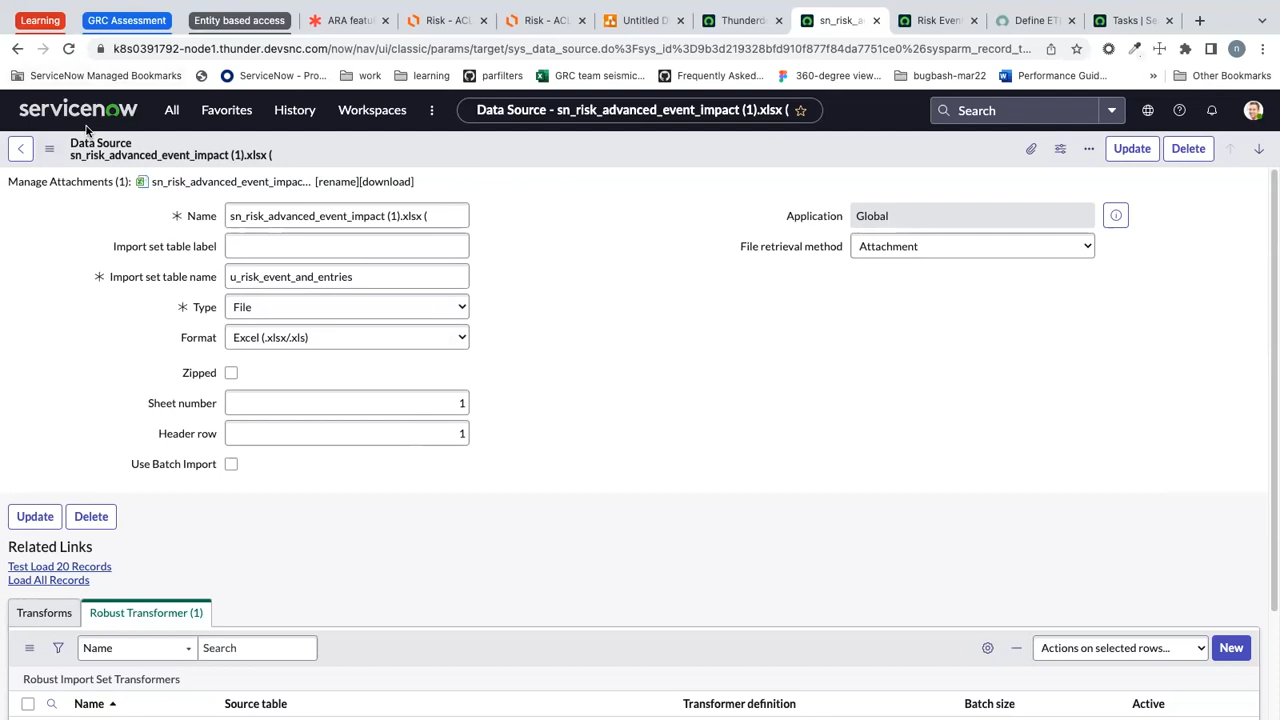 Learning
GRC Assessment
Entity based access
ARA featu
Risk - ACL
Risk - ACL
Untitled D
Thunderd
sn_risk_a
Risk Even
Define ET
Tasks | Se
k8s0391792-node1.thunder.devsnc.com/now/nav/ui/classic/params/target/sys_data_source.do%3Fsys_id%3D9b3d219328bfd910f877f84da7751ce0%26sysparm_record_t...
n
ServiceNow Managed Bookmarks
ServiceNow - Pro...
work
learning
parfilters
GRC team seismic...
Frequently Asked...
360-degree view...
bugbash-mar22
Performance Guid...
»
Other Bookmarks
servicenow
All
Favorites
History
Workspaces
Data Source - sn_risk_advanced_event_impact (1).xlsx (
Search
Data Source
sn_risk_advanced_event_impact (1).xlsx (
Update
Delete
Manage Attachments (1):
sn_risk_advanced_event_impac...
[rename][download]
Name
sn_risk_advanced_event_impact (1).xlsx (
Application
Global
Import set table label
File retrieval method
Attachment
Import set table name
u_risk_event_and_entries
Type
File
Format
Excel (.xlsx/.xls)
Zipped
Sheet number
1
Header row
1
Use Batch Import
Update
Delete
Related Links
Test Load 20 Records
Load All Records
Transforms
Robust Transformer (1)
Name
Search
Actions on selected rows...
New
Robust Import Set Transformers
Name
Source table
Transformer definition
Batch size
Active